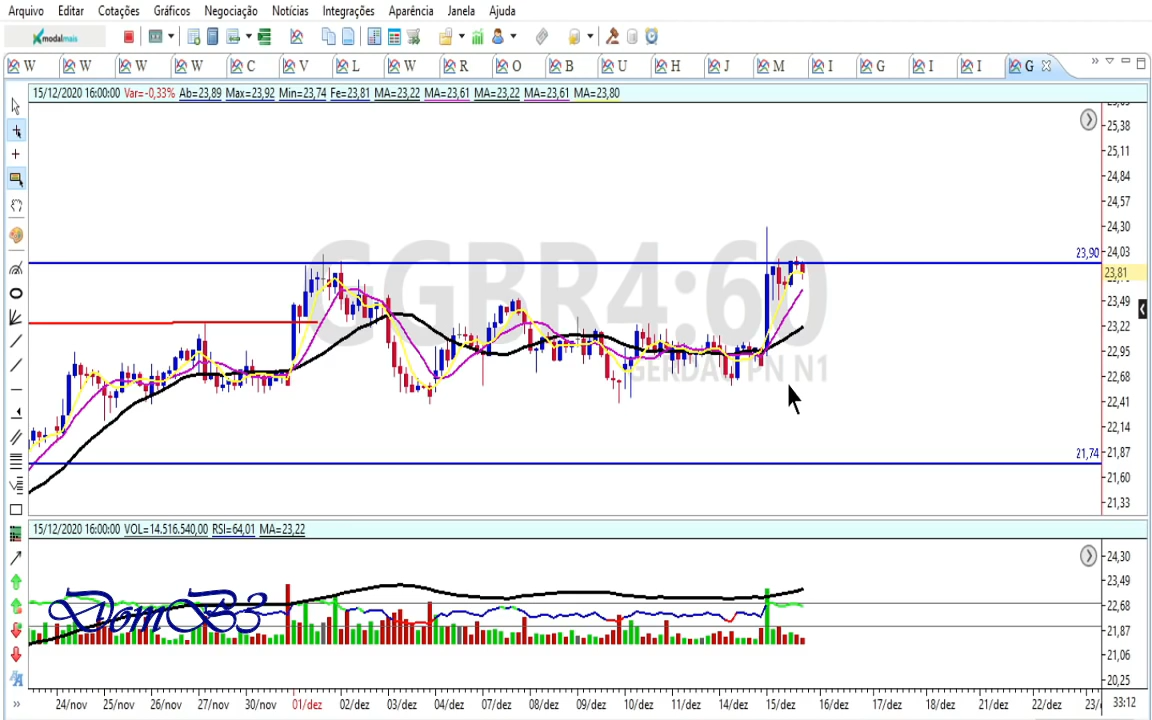 Arquivo Editar Cotações Gráficos Negociação Notícias Integrações Aparência Janela Ajuda
modalmais
W W W W C V L W R O B U H J M I G I I G
15/12/2020 16:00:00 Var=-0,33% Ab=23,89 Max=23,92 Min=23,74 Fe=23,81 MA=23,22 MA=23,61 MA=23,22 MA=23,61 MA=23,80
25,38
25,11
24,84
24,57
24,30
24,03
23,90
23,81
23,49
23,22
22,95
22,68
22,41
22,14
21,87
21,74
21,60
21,33
GGBR4:60
GERDAU PN N1
15/12/2020 16:00:00 VOL=14.516.540,00 RSI=64,01 MA=23,22
24,30
23,49
22,68
21,87
21,06
20,25
DomB3
24/nov 25/nov 26/nov 27/nov 30/nov 01/dez 02/dez 03/dez 04/dez 07/dez 08/dez 09/dez 10/dez 11/dez 14/dez 15/dez 16/dez 17/dez 18/dez 21/dez 22/dez 23/ 33:12